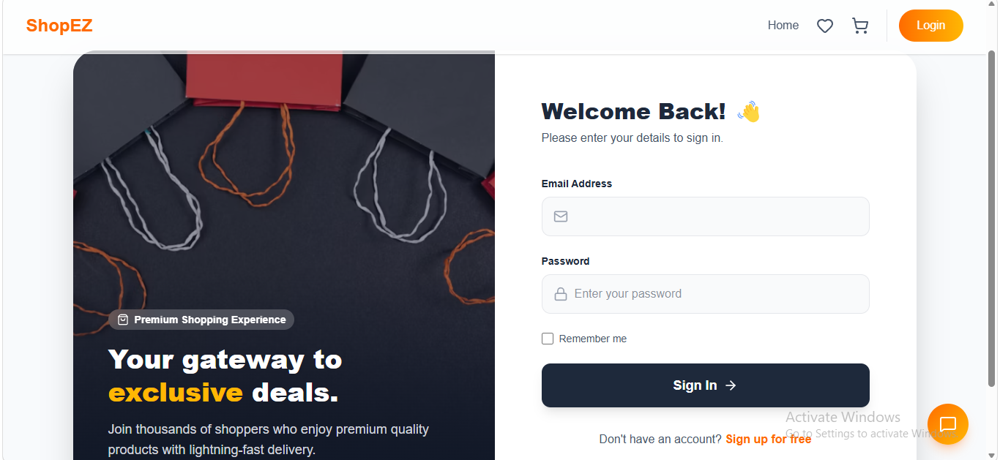 ShopEZ
Home
Login
Welcome Back! 👋
Please enter your details to sign in.
Email Address
Password
Enter your password
Remember me
Sign In →
Don't have an account? Sign up for free
Premium Shopping Experience
Your gateway to
exclusive deals.
Join thousands of shoppers who enjoy premium quality
products with lightning-fast delivery.
Activate Windows
Go to Settings to activate Windows.